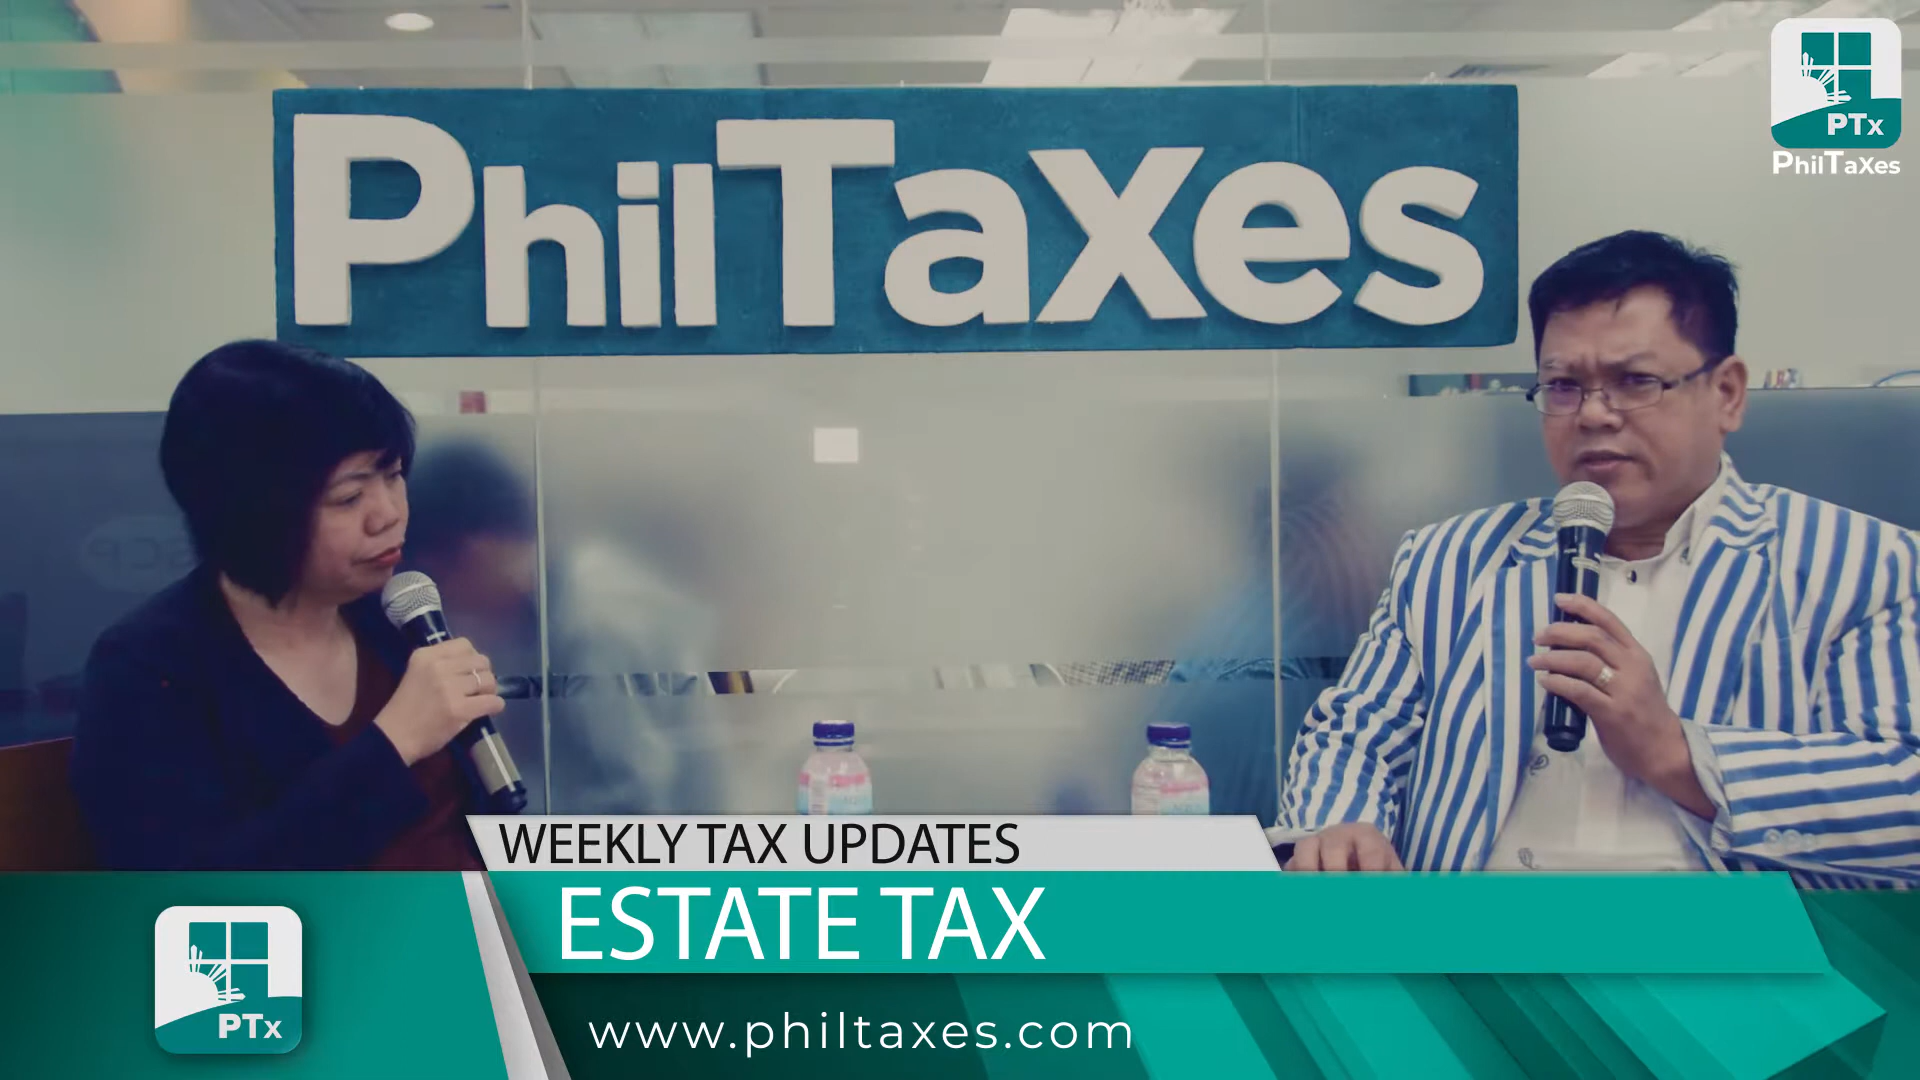 PTx
PhilTaxes
PhilTaxes
WEEKLY TAX UPDATES
ESTATE TAX
PTx
www.philtaxes.com